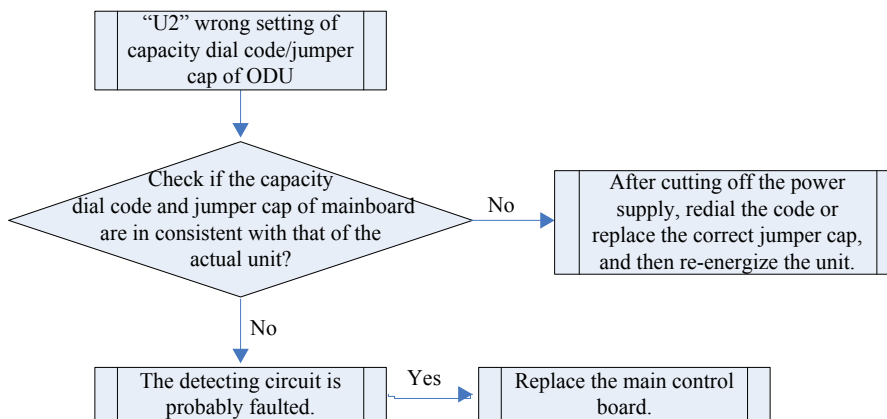 “U2” wrong setting of
capacity dial code/jumper
cap of ODU
Check if the capacity
dial code and jumper cap of mainboard
are in consistent with that of the
actual unit?
No
After cutting off the power
supply, redial the code or
replace the correct jumper cap,
and then re-energize the unit.
No
The detecting circuit is
probably faulted.
Yes
Replace the main control
board.